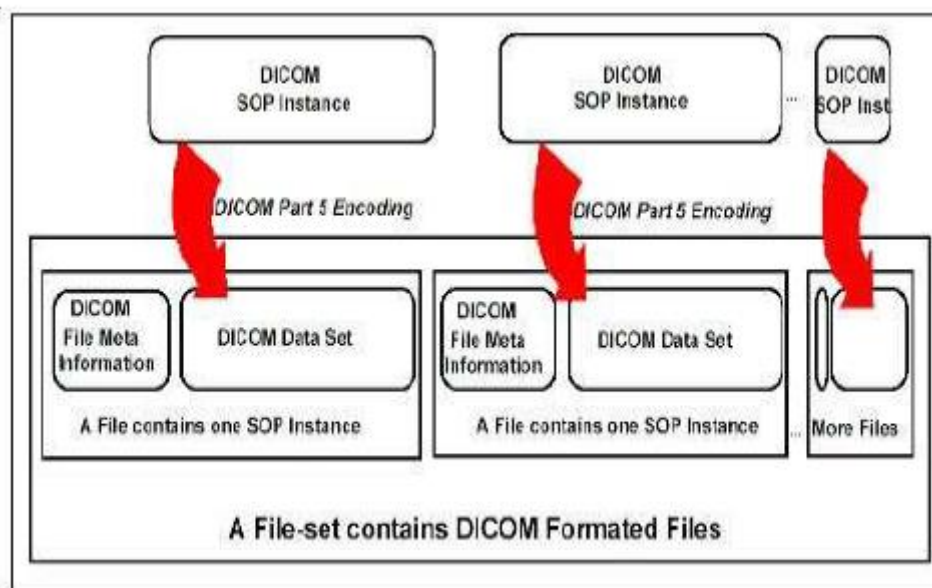 DICOM
SOP Instance
DICOM
SOP Instance
...
DICOM
SOP Inst
DICOM Part 5 Encoding
DICOM Part 5 Encoding
DICOM
File Meta
Information
DICOM Data Set
A File contains one SOP Instance
DICOM
File Meta
Information
DICOM Data Set
A File contains one SOP Instance
...
More Files
A File-set contains DICOM Formated Files